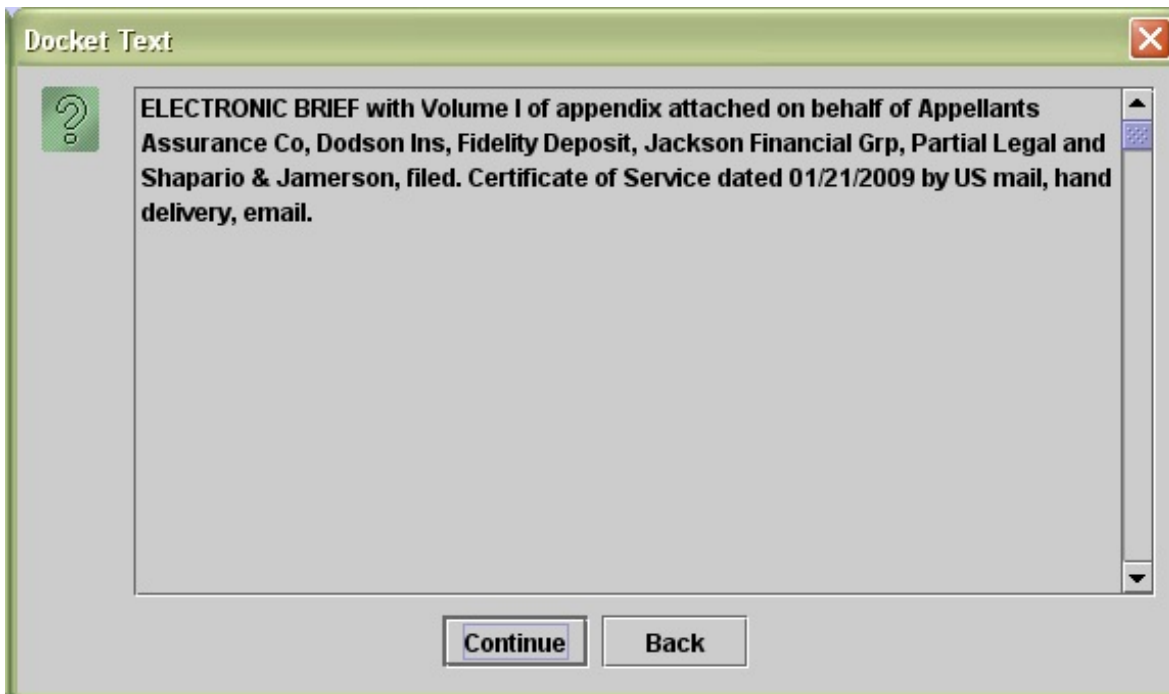 Docket Text
ELECTRONIC BRIEF with Volume I of appendix attached on behalf of Appellants
Assurance Co, Dodson Ins, Fidelity Deposit, Jackson Financial Grp, Partial Legal and
Shapario & Jamerson, filed. Certificate of Service dated 01/21/2009 by US mail, hand
delivery, email.
Continue Back